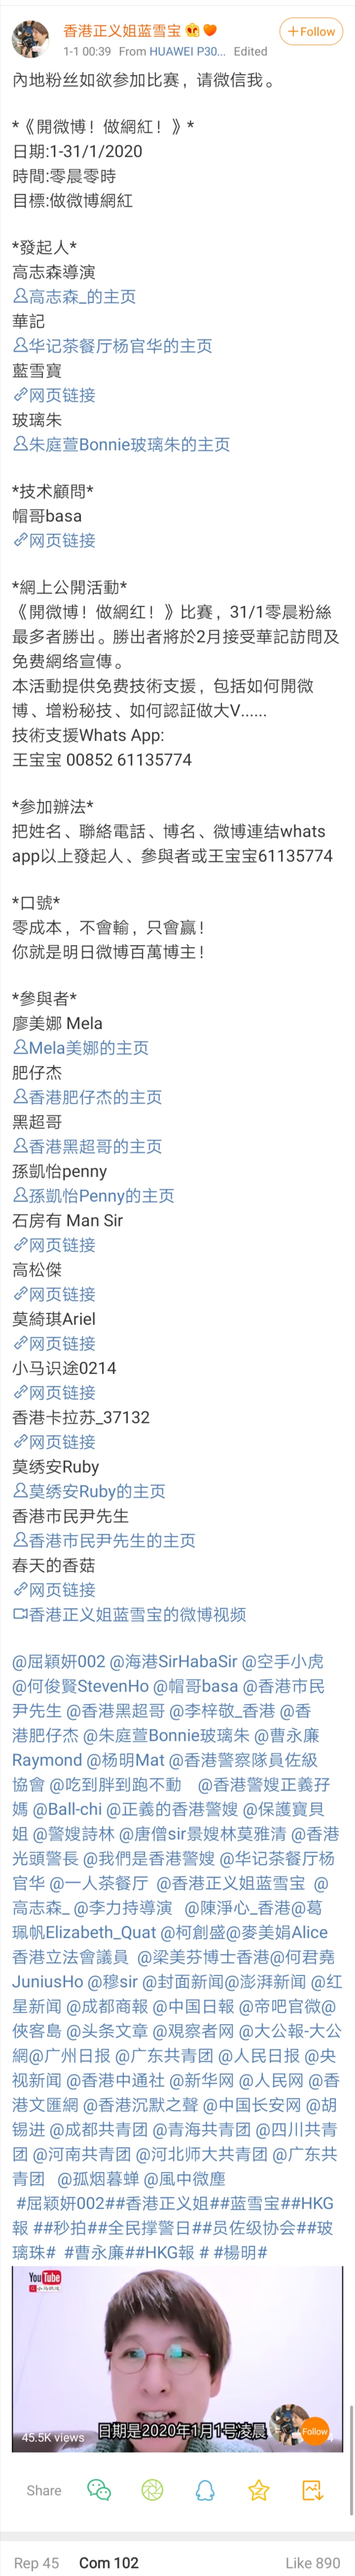 香港正义姐蓝雪宝
+Follow
1-1 00:39 From HUAWEI P30... Edited
內地粉丝如欲参加比赛，请微信我。
*《開微博！做網紅！》*
日期:1-31/1/2020
時間:零晨零時
目標:做微博網紅
*發起人*
高志森導演
高志森_的主页
華記
华记茶餐厅杨官华的主页
藍雪寶
网页链接
玻璃朱
朱庭萱Bonnie玻璃朱的主页
*技术顧問*
帽哥basa
网页链接
*網上公開活動*
《開微博！做網红！》比賽，31/1零晨粉絲
最多者勝出。勝出者將於2月接受華記訪問及
免費網絡宣傳。
本活動提供免费技術支援，包括如何開微
博、增粉秘技、如何認証做大V......
技術支援Whats App:
王宝宝 00852 61135774
*参加辦法*
把姓名、聯絡電話、博名、微博連结whats
app以上發起人、參與者或王宝宝61135774
*口號*
零成本，不會輸，只會赢！
你就是明日微博百萬博主！
*參與者*
廖美娜 Mela
Mela美娜的主页
肥仔杰
香港肥仔杰的主页
黑超哥
香港黑超哥的主页
孫凱怡penny
孫凱怡Penny的主页
石房有 Man Sir
网页链接
高松傑
网页链接
莫綺琪Ariel
网页链接
小马识途0214
网页链接
香港卡拉苏_37132
网页链接
莫绣安Ruby
莫绣安Ruby的主页
香港市民尹先生
香港市民尹先生的主页
春天的香菇
网页链接
香港正义姐蓝雪宝的微博视频
@屈穎妍002 @海港SirHabaSir @空手小虎
@何俊賢StevenHo @帽哥basa @香港市民
尹先生 @香港黑超哥 @李梓敬_香港 @香
港肥仔杰 @朱庭萱Bonnie玻璃朱 @曹永廉
Raymond @杨明Mat @香港警察隊員佐級
協會 @吃到胖到跑不動 @香港警嫂正義孖
媽 @Ball-chi @正義的香港警嫂 @保護寶貝
姐 @警嫂詩林 @唐僧sir景嫂林莫雅清 @香港
光頭警長 @我們是香港警嫂 @华记茶餐厅杨
官华 @一人茶餐厅 @香港正义姐蓝雪宝 @
高志森_ @李力持導演 @陳淨心_香港@葛
珮帆Elizabeth_Quat @柯創盛@麥美娟Alice
香港立法會議員 @梁美芬博士香港@何君堯
JuniusHo @穆sir @封面新闻@澎湃新闻 @红
星新闻 @成都商報 @中国日報 @帝吧官微@
俠客島 @头条文章 @观察者网 @大公報-大公
網@广州日报 @广东共青团 @人民日报 @央
视新闻 @香港中通社 @新华网 @人民网 @香
港文匯網 @香港沉默之聲 @中国长安网 @胡
锡进 @成都共青团 @青海共青团 @四川共青
团 @河南共青团 @河北师大共青团 @广东共
青团 @孤烟暮蝉 @風中微塵
#屈颖妍002##香港正义姐##蓝雪宝##HKG
報 ##秒拍##全民撑警日##员佐级协会##玻
璃珠# #曹永廉##HKG報 # #楊明#
You Tube
小马识途
日期是2020年1月1号凌晨
45.5K views
Follow
Share
Rep 45 Com 102 Like 890